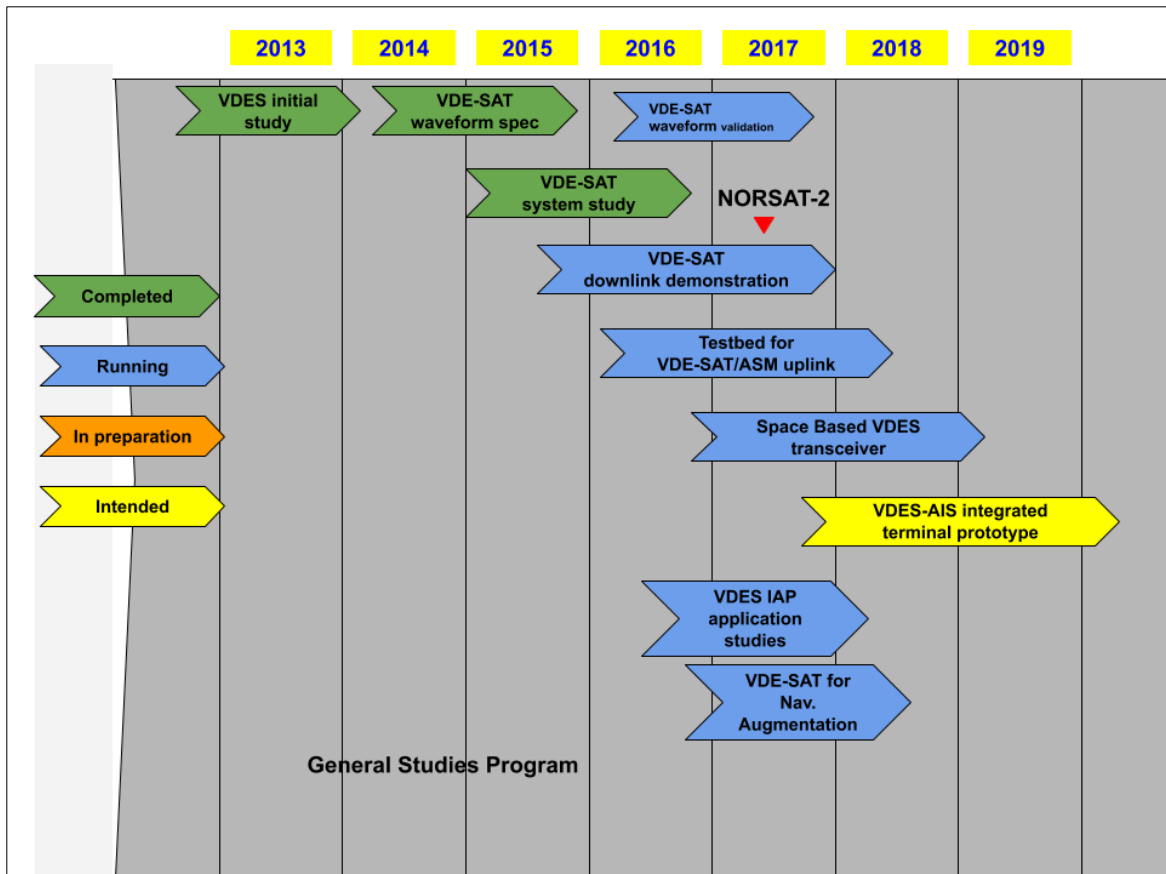 2013 2014 2015 2016 2017 2018 2019
VDES initial
study
VDE-SAT
waveform spec
VDE-SAT
waveform validation
VDE-SAT
system study
NORSAT-2
VDE-SAT
downlink demonstration
Completed
Testbed for
VDE-SAT/ASM uplink
Running
Space Based VDES
transceiver
In preparation
Intended
VDES-AIS integrated
terminal prototype
VDES IAP
application
studies
VDE-SAT for
Nav.
Augmentation
General Studies Program